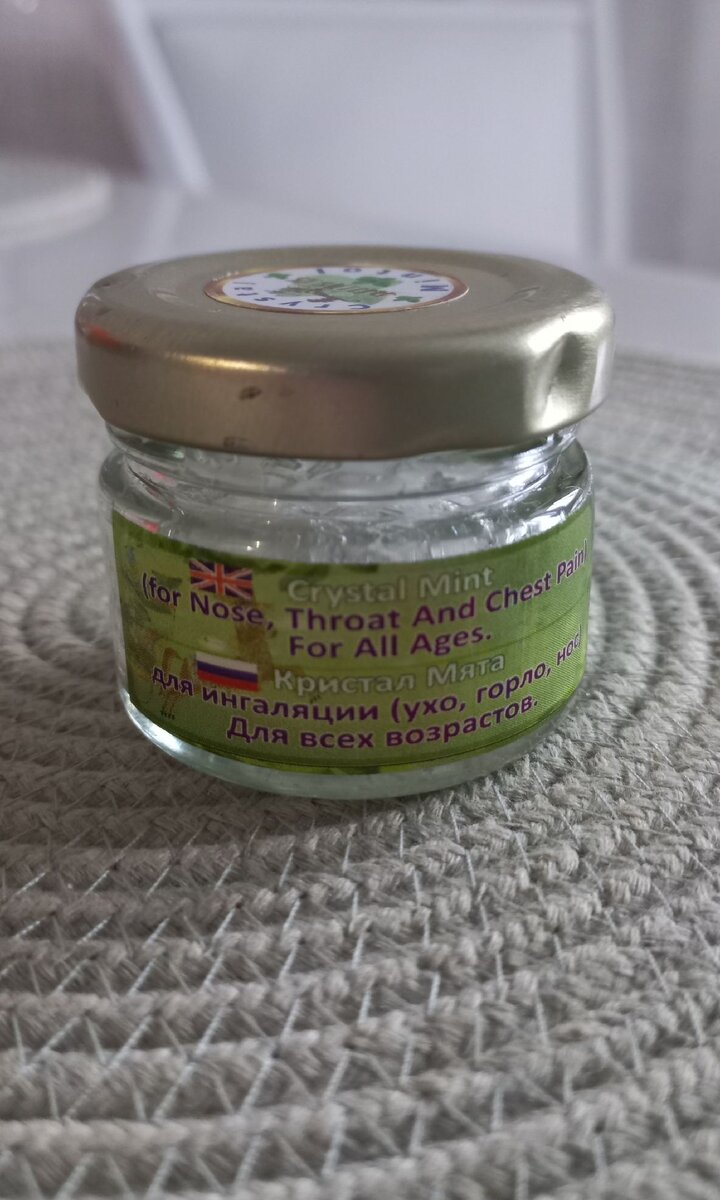 Crystal Mint
(for Nose, Throat And Chest Pain)
For All Ages.
Кристал Мята
для ингаляции (ухо, горло, нос)
Для всех возрастов.